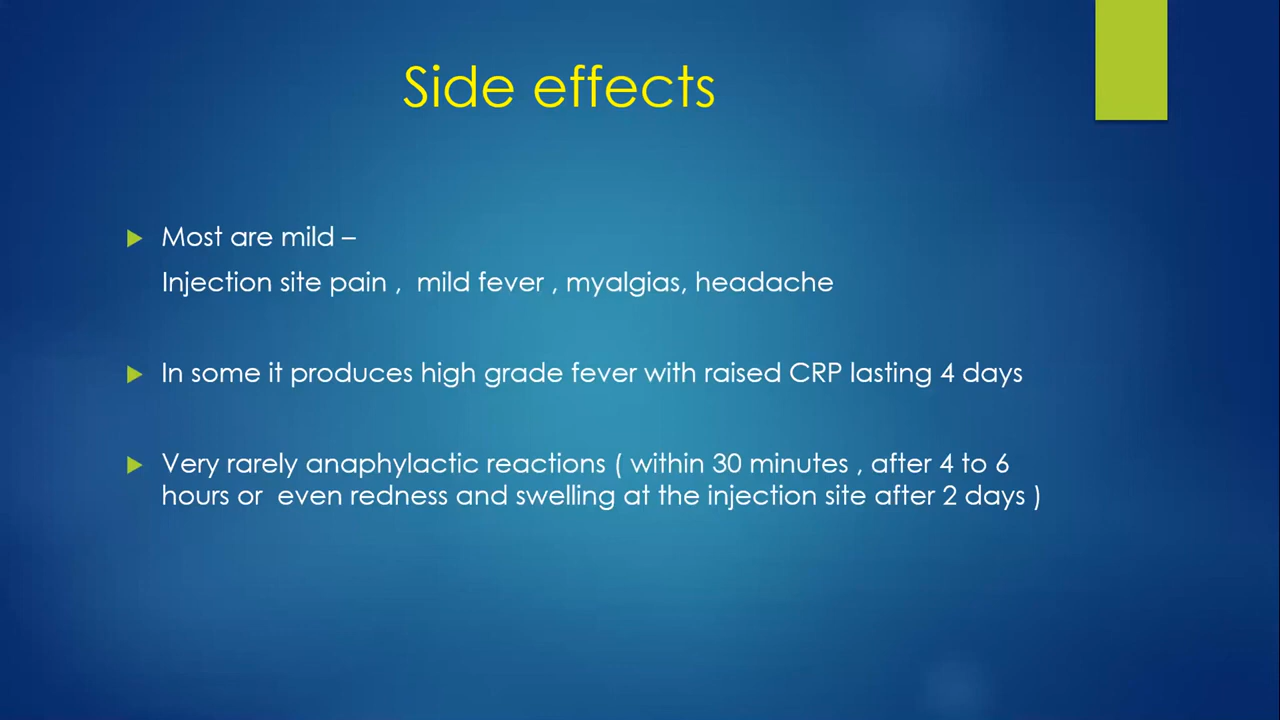 Side effects
Most are mild –
Injection site pain ,  mild fever , myalgias, headache
In some it produces high grade fever with raised CRP lasting 4 days
Very rarely anaphylactic reactions ( within 30 minutes , after 4 to 6
hours or  even redness and swelling at the injection site after 2 days )